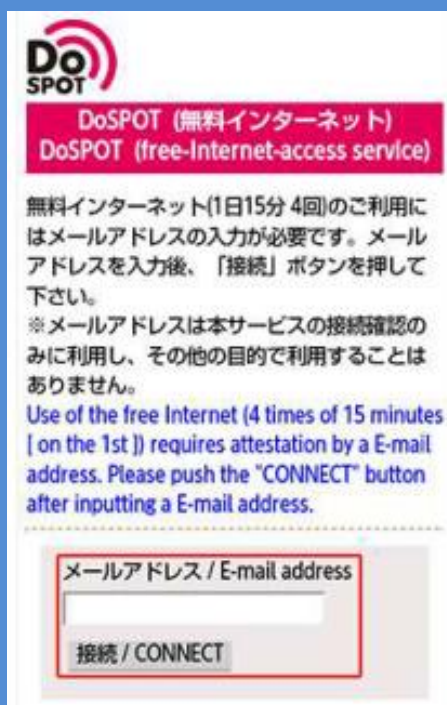 Do
SPOT
DoSPOT (無料インターネット)
DoSPOT (free-Internet-access service)
無料インターネット(1日15分 4回)のご利用に
はメールアドレスの入力が必要です。メール
アドレスを入力後、「接続」ボタンを押して
下さい。
※メールアドレスは本サービスの接続確認の
みに利用し、その他の目的で利用することは
ありません。
Use of the free Internet (4 times of 15 minutes
[ on the 1st ]) requires attestation by a E-mail
address. Please push the "CONNECT" button
after inputting a E-mail address.
メールアドレス / E-mail address
接続 / CONNECT